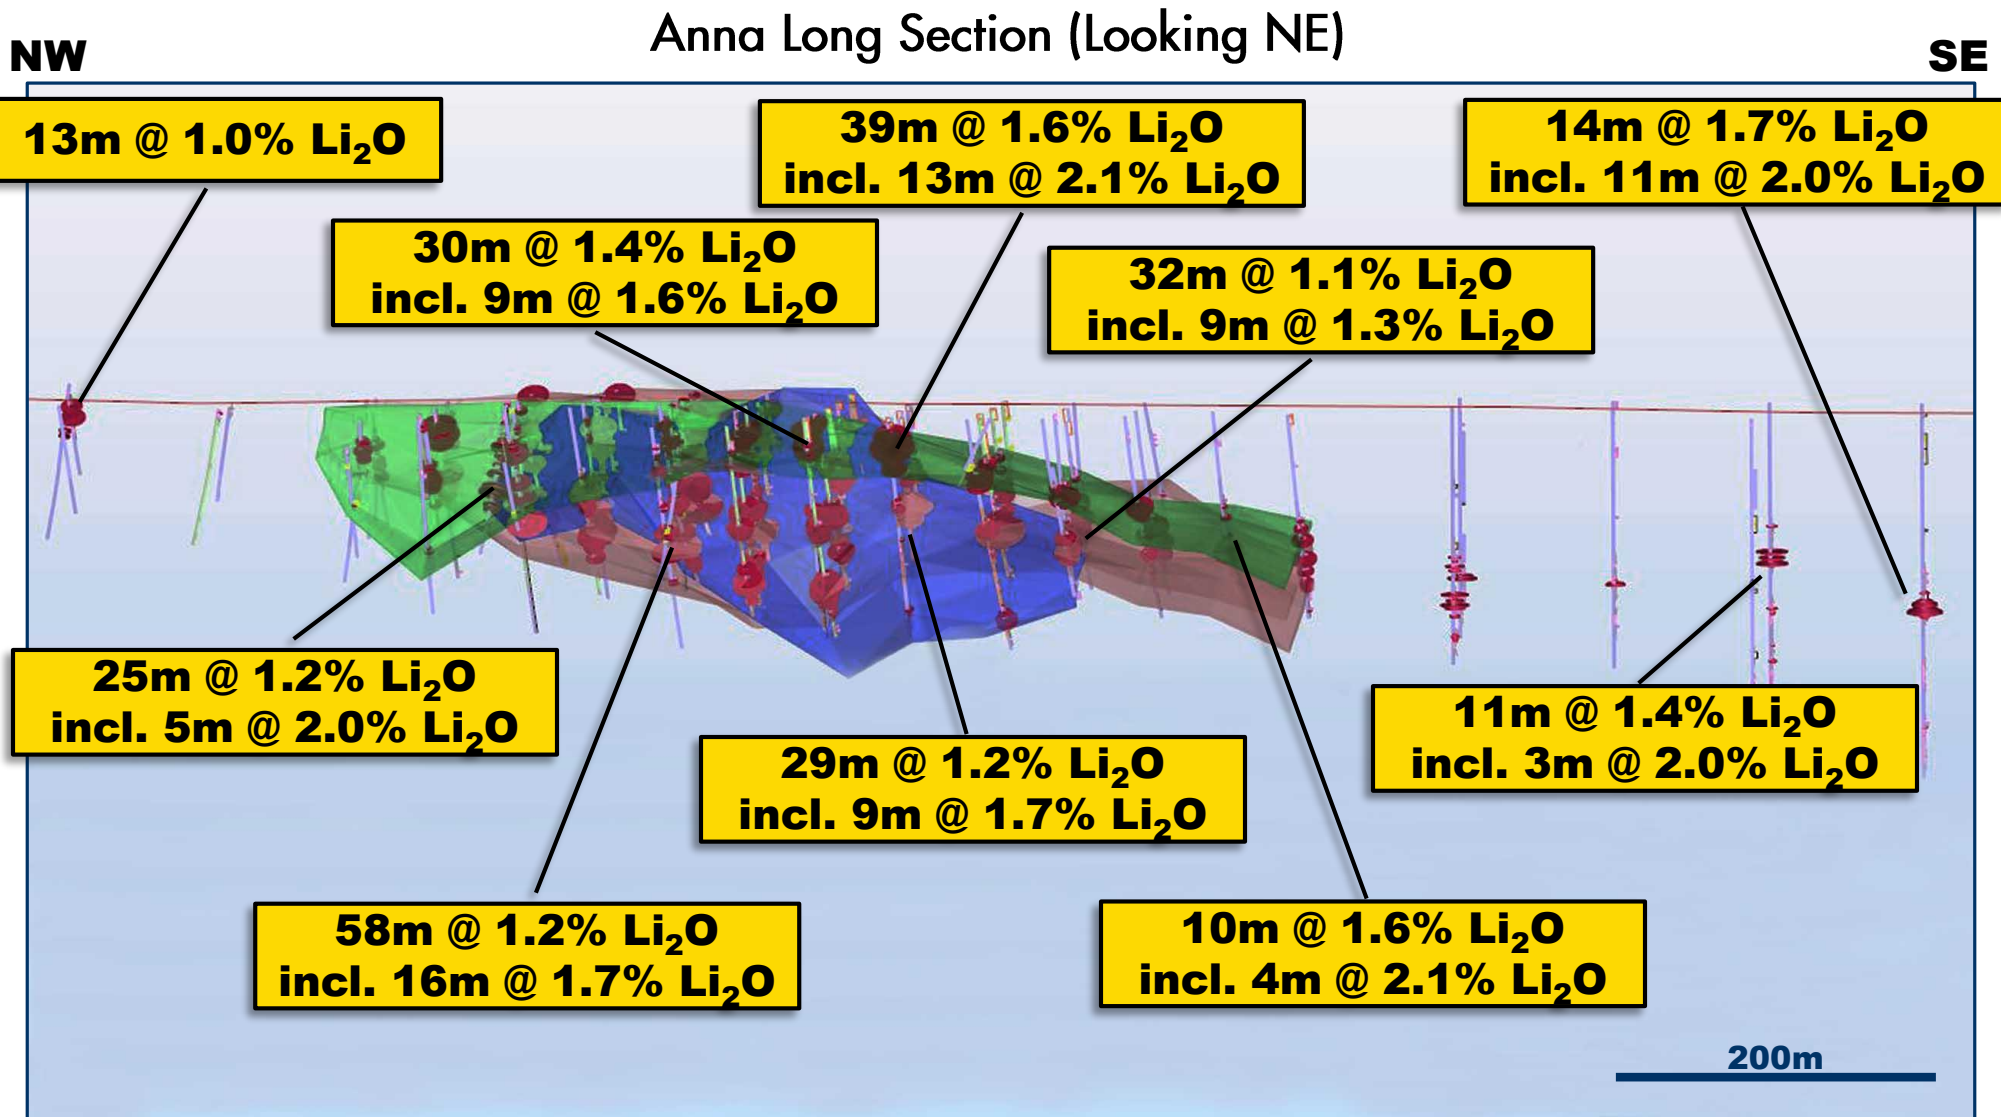 Anna Long Section (Looking NE)
NW
SE
13m @ 1.0% Li₂O
39m @ 1.6% Li₂O
incl. 13m @ 2.1% Li₂O
14m @ 1.7% Li₂O
incl. 11m @ 2.0% Li₂O
30m @ 1.4% Li₂O
incl. 9m @ 1.6% Li₂O
32m @ 1.1% Li₂O
incl. 9m @ 1.3% Li₂O
25m @ 1.2% Li₂O
incl. 5m @ 2.0% Li₂O
11m @ 1.4% Li₂O
incl. 3m @ 2.0% Li₂O
29m @ 1.2% Li₂O
incl. 9m @ 1.7% Li₂O
58m @ 1.2% Li₂O
incl. 16m @ 1.7% Li₂O
10m @ 1.6% Li₂O
incl. 4m @ 2.1% Li₂O
200m